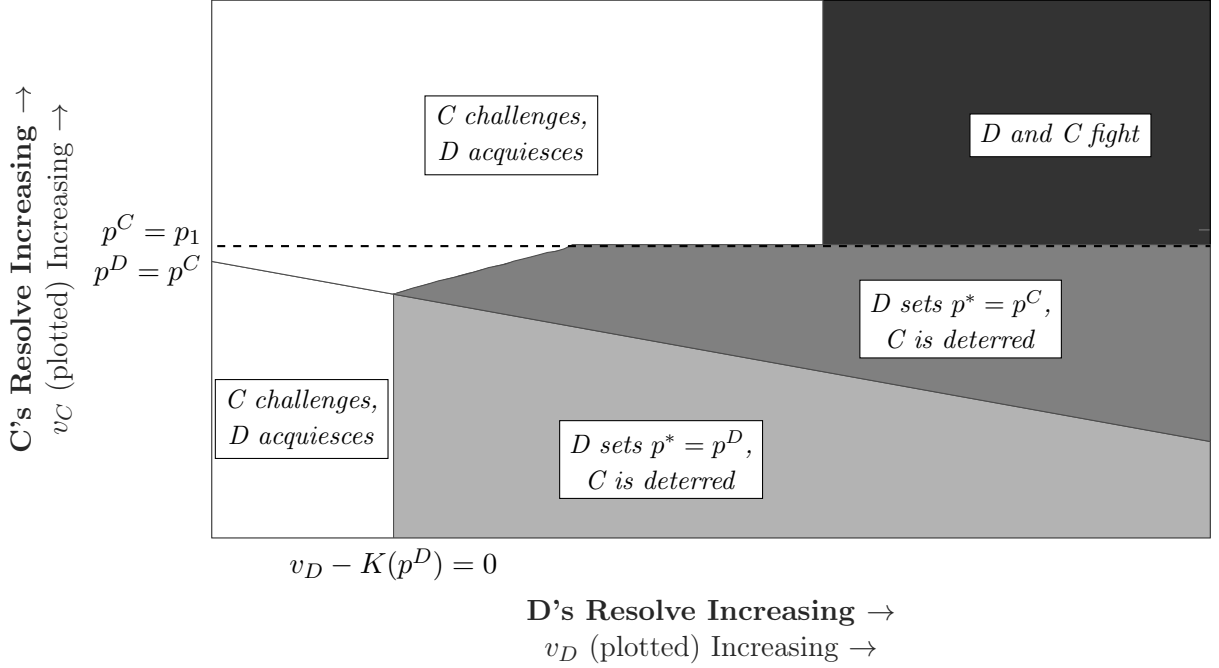 C's Resolve Increasing →
v_C (plotted) Increasing →
C challenges,
D acquiesces
D and C fight
p^C = p_1
p^D = p^C
D sets p* = p^C,
C is deterred
C challenges,
D acquiesces
D sets p* = p^D,
C is deterred
v_D − K(p^D) = 0
D's Resolve Increasing →
v_D (plotted) Increasing →